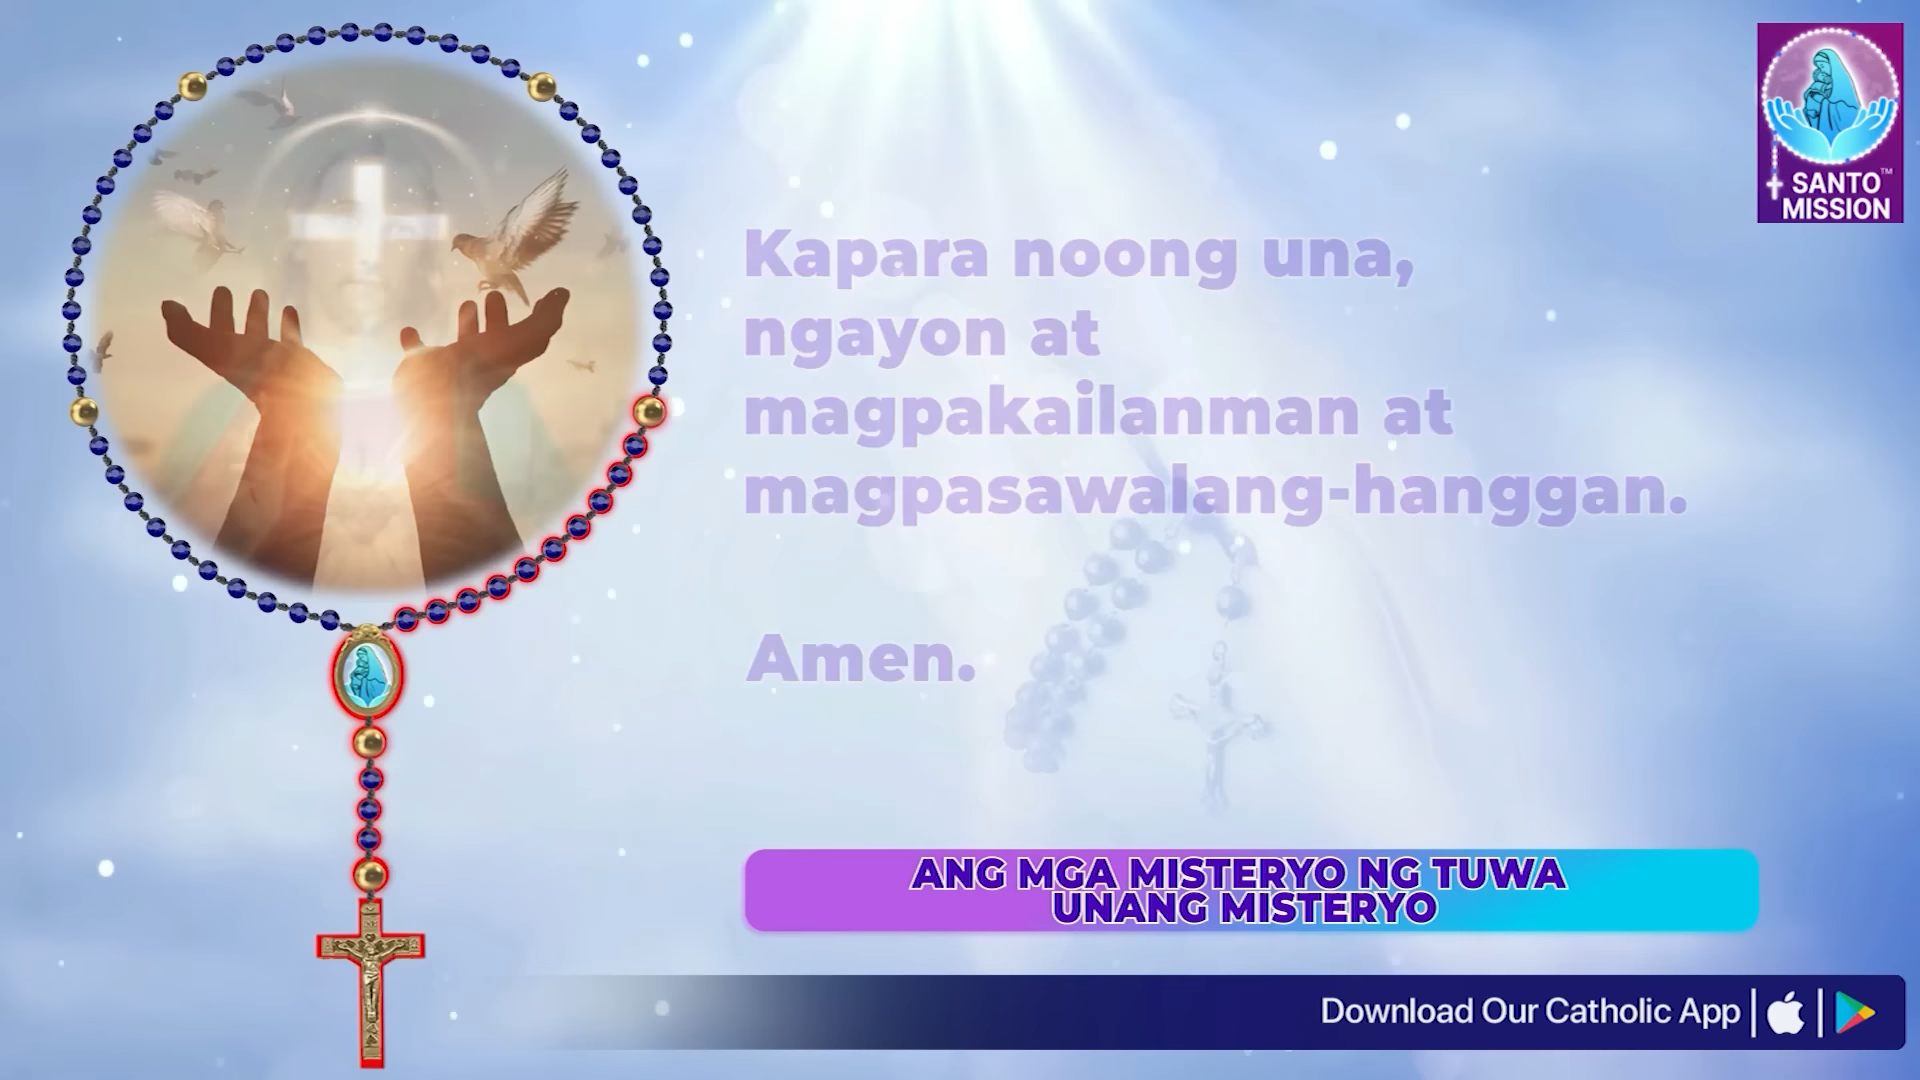 SANTO™
MISSION
Kapara noong una,
ngayon at
magpakailanman at
magpasawalang-hanggan.
Amen.
ANG MGA MISTERYO NG TUWA
UNANG MISTERYO
Download Our Catholic App